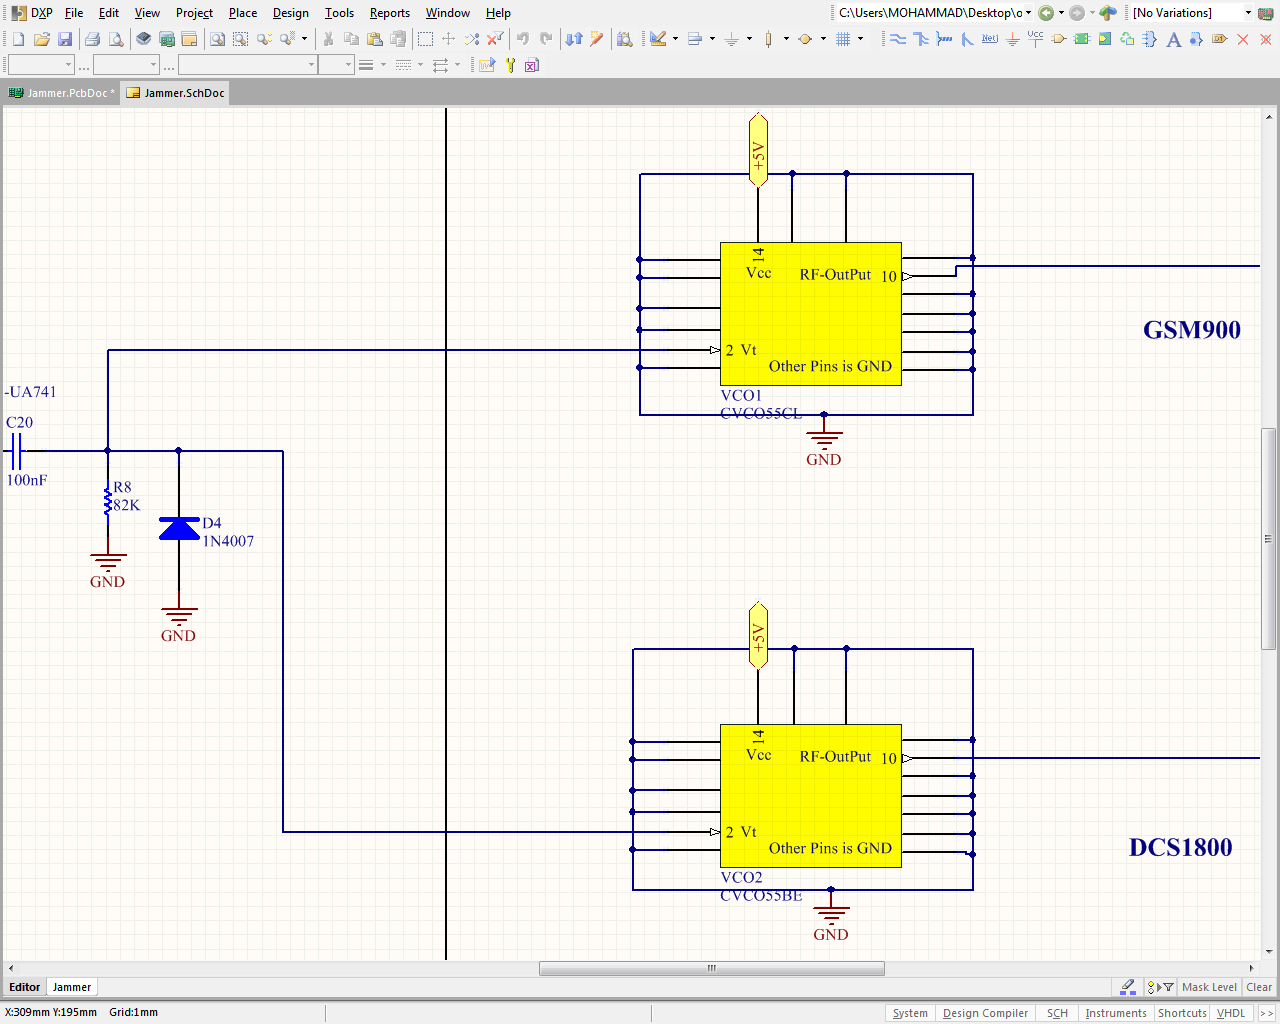 DXP File Edit View Project Place Design Tools Reports Window Help
C:\Users\MOHAMMAD\Desktop\o
[No Variations]
Net
Vcc
Jammer.PcbDoc *
Jammer.SchDoc
+5V
14
Vcc
RF-OutPut 10
2 Vt
Other Pins is GND
VCO1
CVCO55CL
GND
GSM900
-UA741
C20
100nF
R8
82K
GND
D4
1N4007
GND
+5V
14
Vcc
RF-OutPut 10
2 Vt
Other Pins is GND
VCO2
CVCO55BE
GND
DCS1800
Editor Jammer
Mask Level Clear
X:309mm Y:195mm Grid:1mm
System Design Compiler SCH Instruments Shortcuts VHDL >>